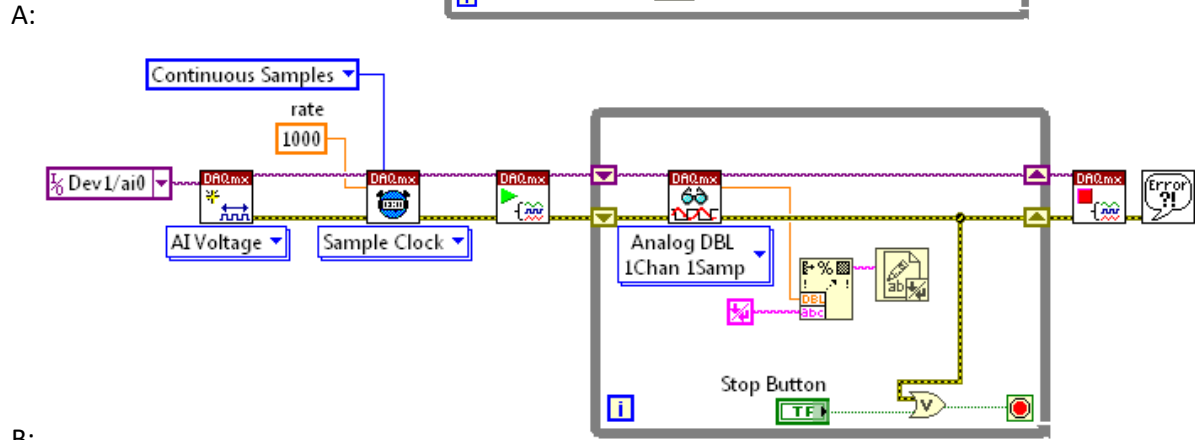 i
A:
Continuous Samples
rate
1000
I/O Dev1/ai0
DAQmx
DAQmx
DAQmx
DAQmx
DAQmx
Error
?!
AI Voltage
Sample Clock
Analog DBL
1Chan 1Samp
%
DBL
abc
ab
Stop Button
TF
i
V
B: